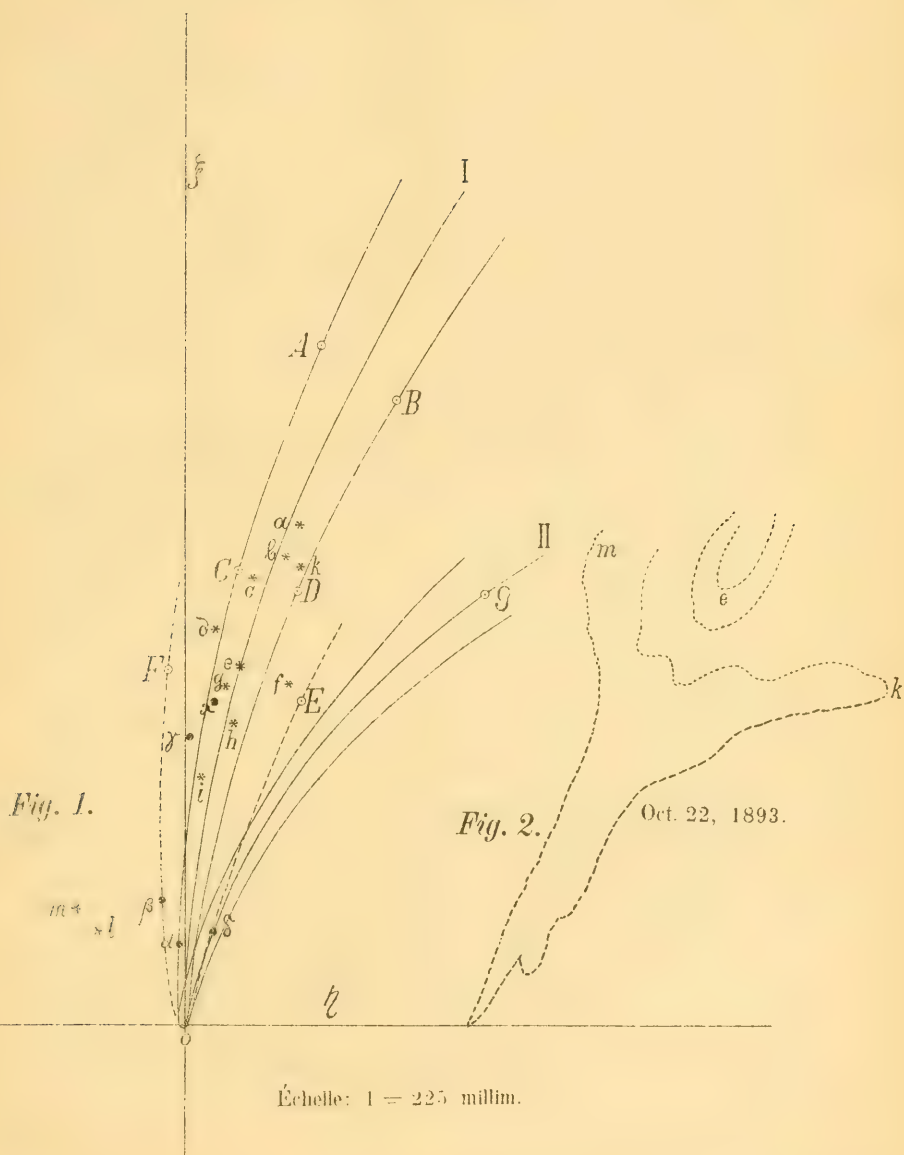 ξ
I
A
B
a
b
k
C
c
D
II
G
m
e
d
F
e
g
f
E
h
γ
i
k
Fig. 1.
Fig. 2.
Oct. 22, 1893.
m
l
β
α
δ
η
o
Échelle: 1 = 225 millim.